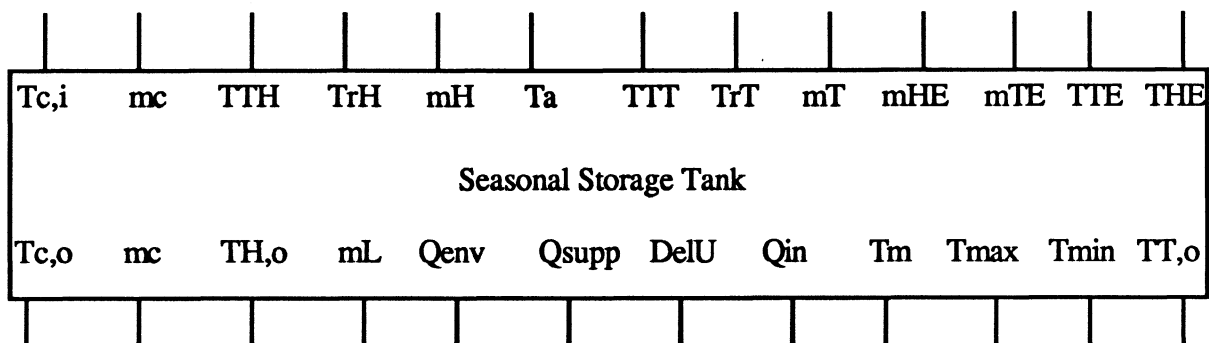 Tc,i mc TTH TrH mH Ta TTT TrT mT mHE mTE TTE THE
Seasonal Storage Tank
Tc,o mc TH,o mL Qenv Qsupp DelU Qin Tm Tmax Tmin TT,o